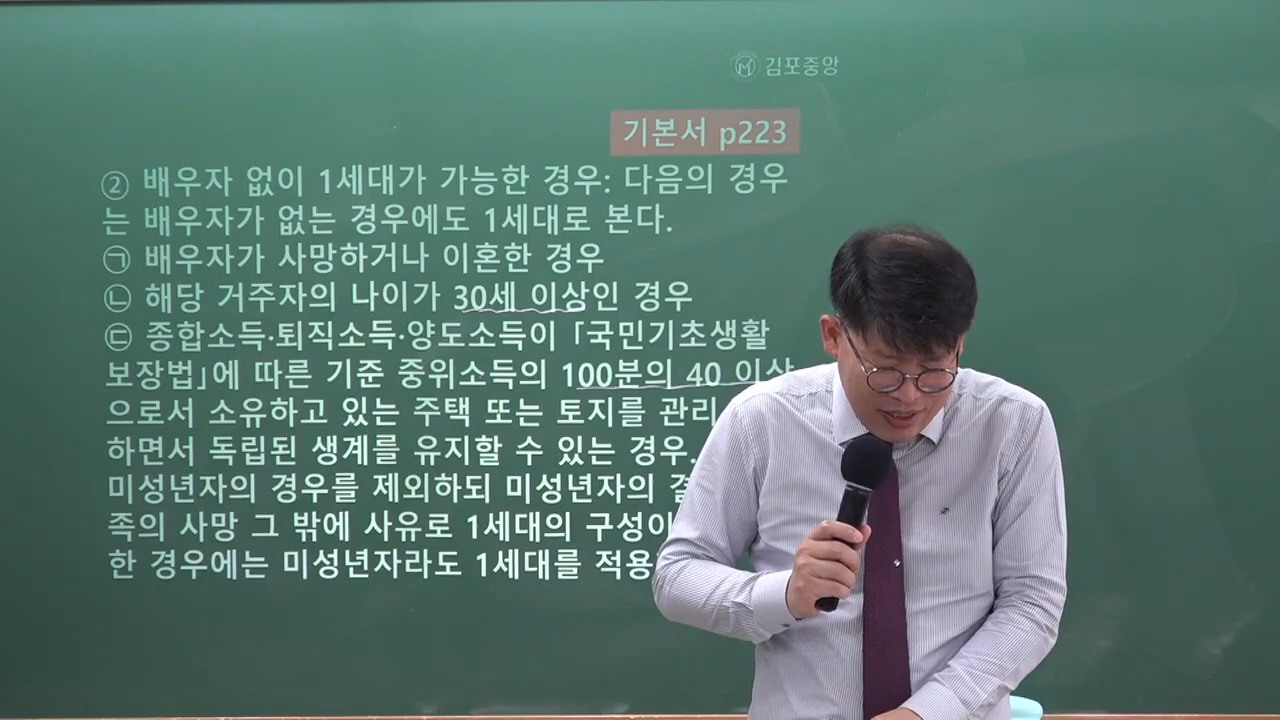 김포중앙
기본서 p223
② 배우자 없이 1세대가 가능한 경우: 다음의 경우
는 배우자가 없는 경우에도 1세대로 본다.
㉠ 배우자가 사망하거나 이혼한 경우
㉡ 해당 거주자의 나이가 30세 이상인 경우
㉢ 종합소득·퇴직소득·양도소득이 「국민기초생활
보장법」에 따른 기준 중위소득의 100분의 40 이상
으로서 소유하고 있는 주택 또는 토지를 관리
하면서 독립된 생계를 유지할 수 있는 경우.
미성년자의 경우를 제외하되 미성년자의
족의 사망 그 밖에 사유로 1세대의 구성이
한 경우에는 미성년자라도 1세대를 적용